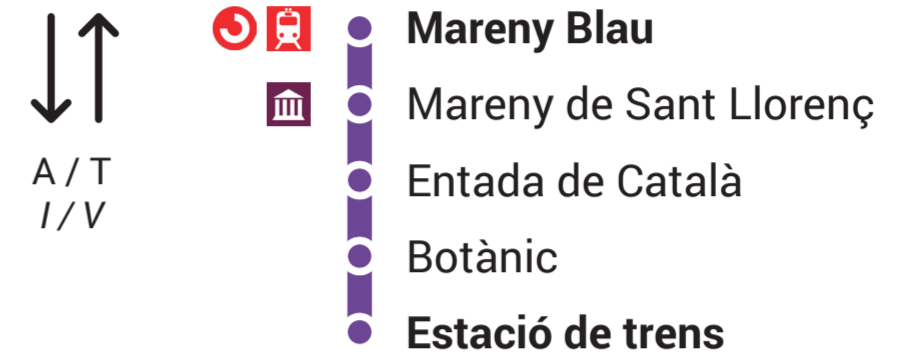 A / T
I / V
Mareny Blau
Mareny de Sant Llorenç
Entada de Català
Botànic
Estació de trens